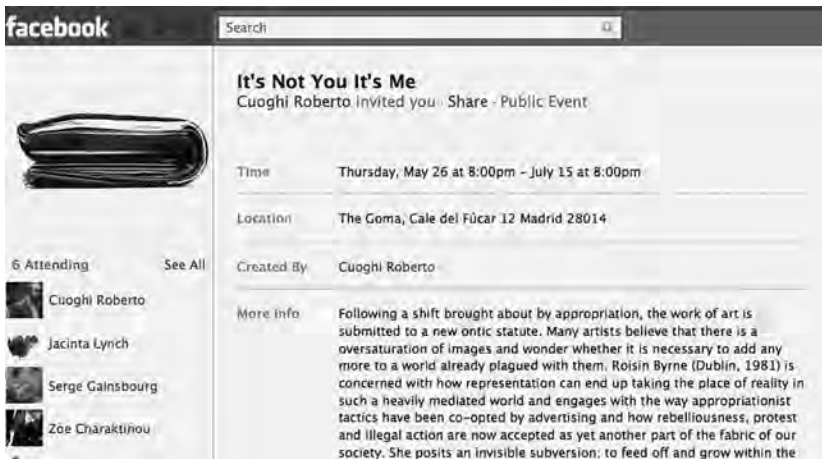 facebook
Search
It's Not You It's Me
Cuoghi Roberto invited you · Share · Public Event
Time
Thursday, May 26 at 8:00pm - July 15 at 8:00pm
Location
The Goma, Cale del Fúcar 12 Madrid 28014
6 Attending See All
Created By
Cuoghi Roberto
Cuoghi Roberto
Jacinta Lynch
Serge Gainsbourg
Zoe Charaktinou
More Info
Following a shift brought about by appropriation, the work of art is
submitted to a new ontic statute. Many artists believe that there is a
oversaturation of images and wonder whether it is necessary to add any
more to a world already plagued with them. Roisin Byrne (Dublin, 1981) is
concerned with how representation can end up taking the place of reality in
such a heavily mediated world and engages with the way appropriationist
tactics have been co-opted by advertising and how rebelliousness, protest
and illegal action are now accepted as yet another part of the fabric of our
society. She posits an invisible subversion: to feed off and grow within the